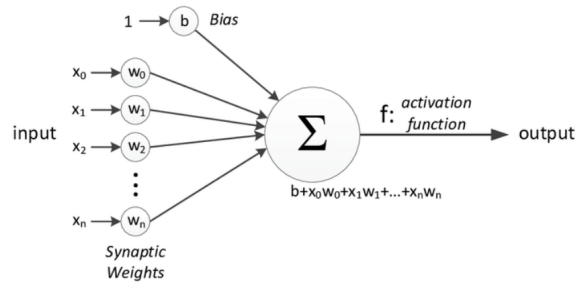 1 b Bias
x₀ w₀
x₁ w₁
input
x₂ w₂
⋮
xₙ wₙ
Synaptic
Weights
Σ
b+x₀w₀+x₁w₁+...+xₙwₙ
f: activation
function
output